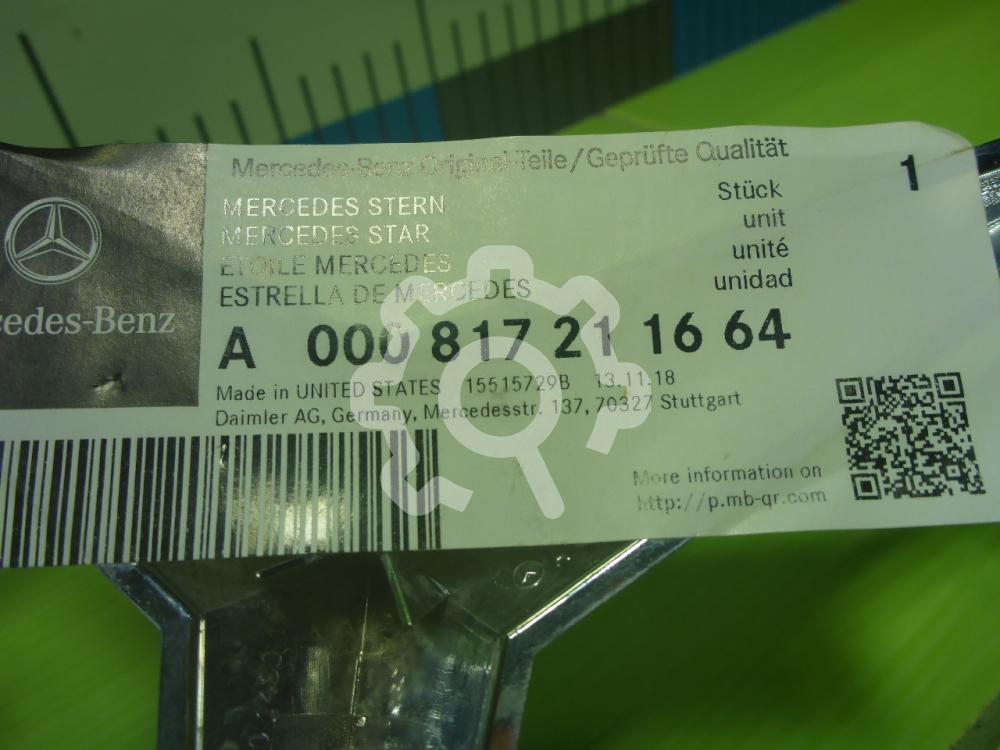 Mercedes-Benz Original-Teile/Geprüfte Qualität
MERCEDES STERN
MERCEDES STAR
ETOILE MERCEDES
ESTRELLA DE MERCEDES
Stück
unit
unité
unidad
1
cedes-Benz
A 000 817 21 16 64
Made in UNITED STATES 15515729B 13.11.18
Daimler AG, Germany, Mercedesstr. 137, 70327 Stuttgart
More information on
http://p.mb-qr.com